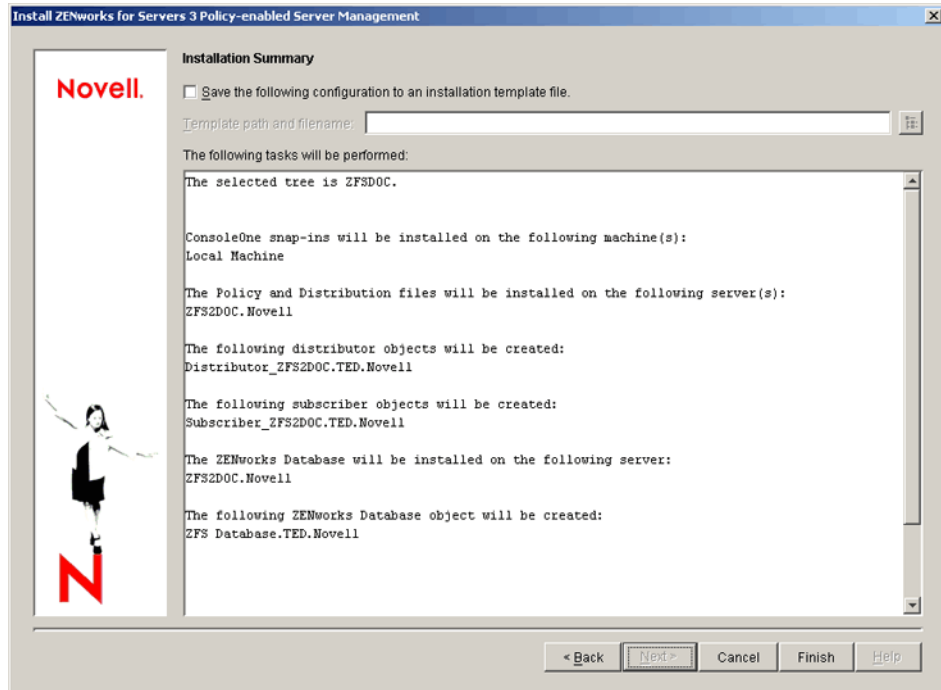 Install ZENworks for Servers 3 Policy-enabled Server Management
Novell.
Installation Summary
Save the following configuration to an installation template file.
Template path and filename:
The following tasks will be performed:
The selected tree is ZFSDOC.
ConsoleOne snap-ins will be installed on the following machine(s):
Local Machine
The Policy and Distribution files will be installed on the following server(s):
ZFS2DOC.Novell
The following distributor objects will be created:
Distributor_ZFS2DOC.TED.Novell
The following subscriber objects will be created:
Subscriber_ZFS2DOC.TED.Novell
The ZENworks Database will be installed on the following server:
ZFS2DOC.Novell
The following ZENworks Database object will be created:
ZFS Database.TED.Novell
N
< Back Next > Cancel Finish Help